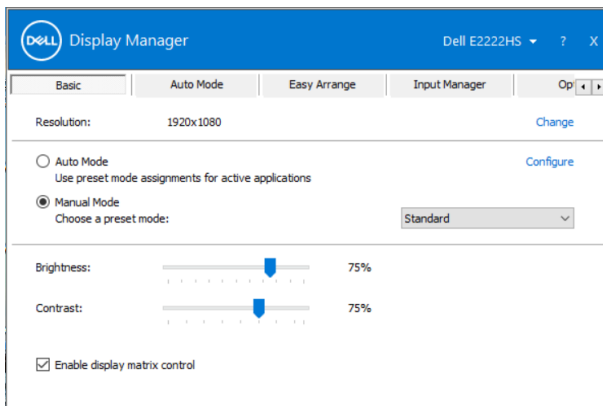 DELL Display Manager Dell E2222HS ? X
Basic Auto Mode Easy Arrange Input Manager Op
Resolution: 1920x1080 Change
Auto Mode Configure
Use preset mode assignments for active applications
Manual Mode
Choose a preset mode: Standard
Brightness: 75%
Contrast: 75%
Enable display matrix control